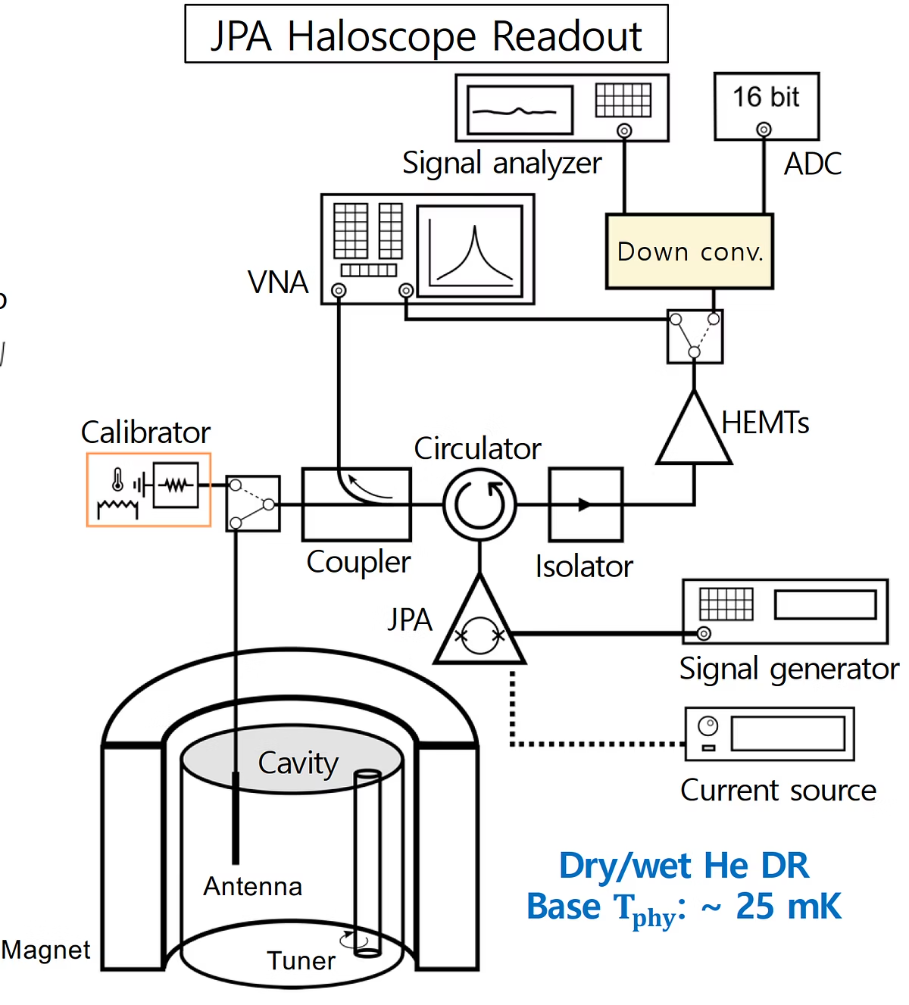 JPA Haloscope Readout
16 bit
Signal analyzer
ADC
Down conv.
VNA
HEMTs
Calibrator
Circulator
Coupler
Isolator
JPA
Signal generator
Cavity
Current source
Antenna
Dry/wet He DR
Base Tphy: ~ 25 mK
Magnet
Tuner